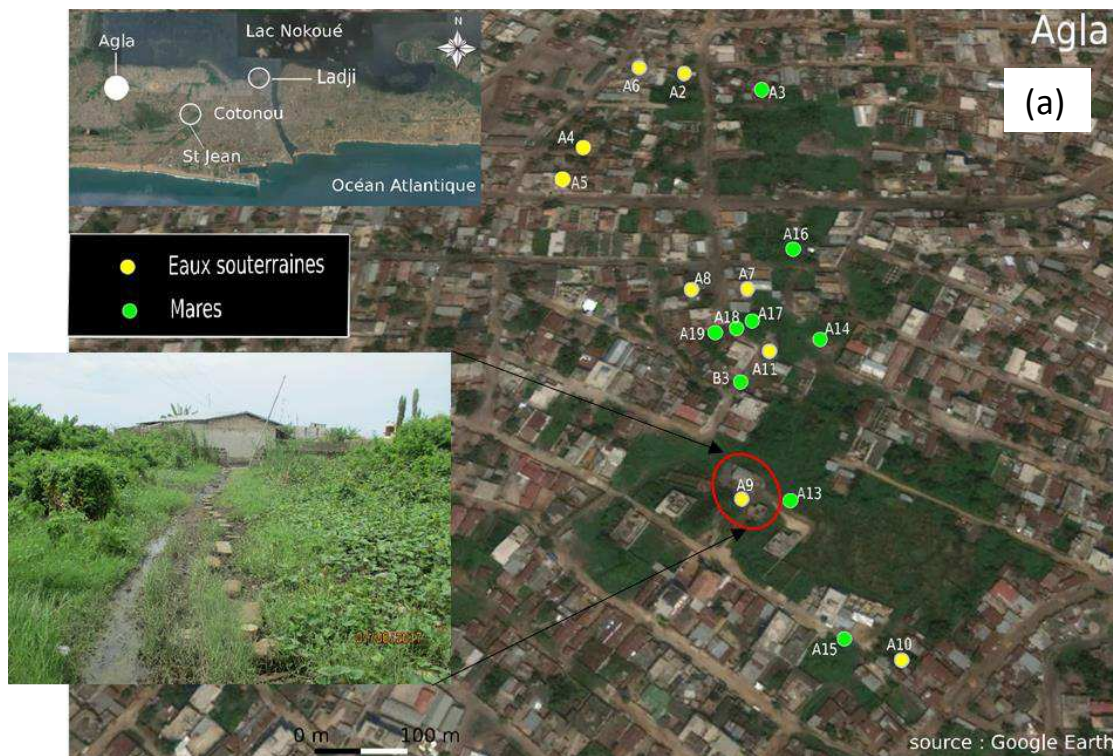 Agla
(a)
Lac Nokoué
N
Agla
Ladji
Cotonou
St Jean
Océan Atlantique
Eaux souterraines
Mares
A6
A2
A3
A4
A5
A16
A8
A7
A17
A18
A19
A14
A11
B3
A9
A13
A15
A10
0 m
100 m
source : Google Earth